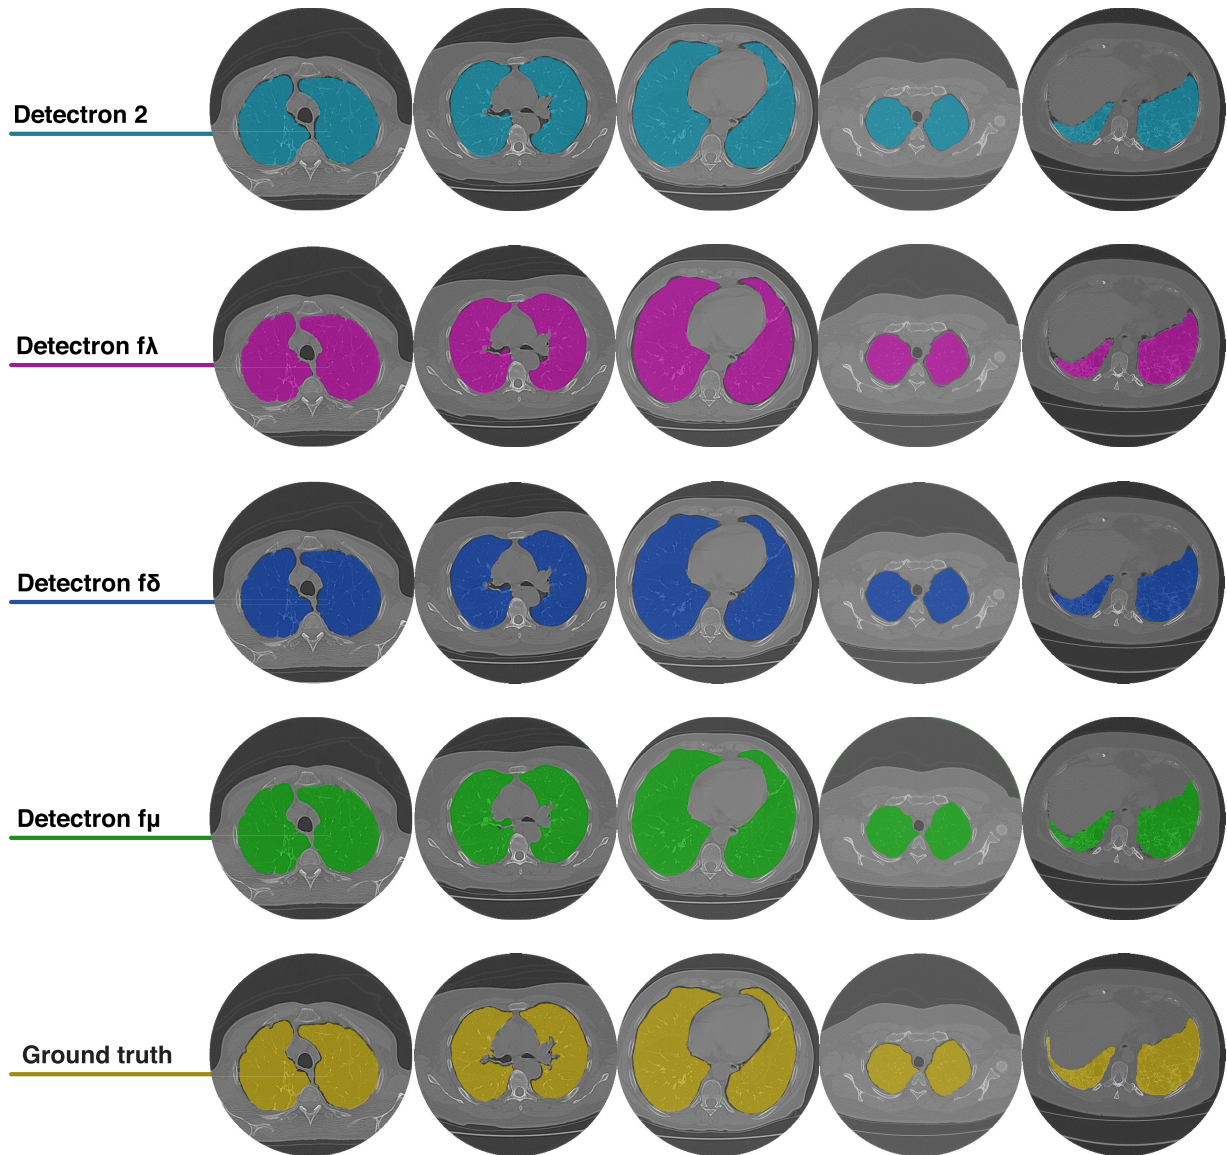 Detectron 2
Detectron fλ
Detectron fδ
Detectron fμ
Ground truth